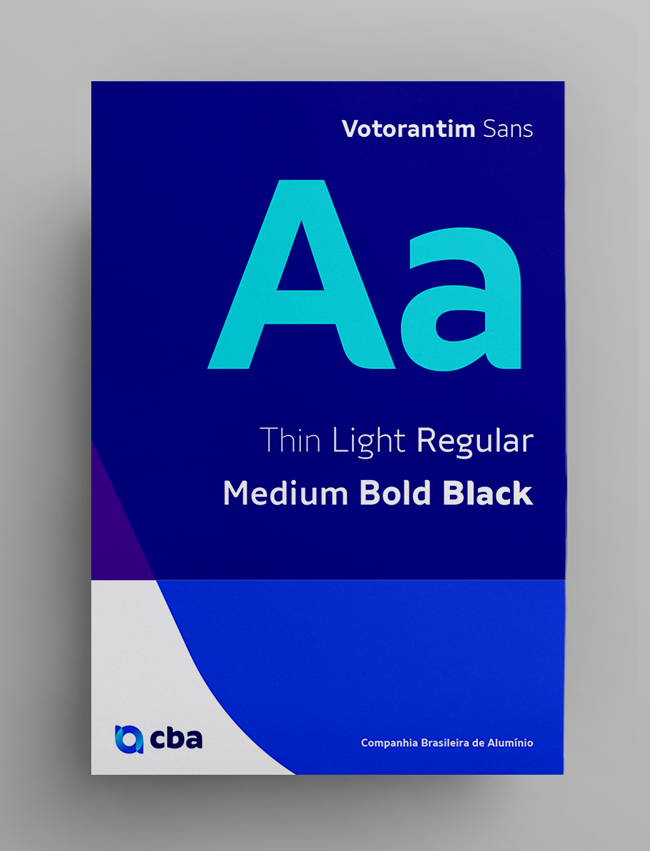 Votorantim Sans
Aa
Thin Light Regular
Medium Bold Black
cba
Companhia Brasileira de Alumínio